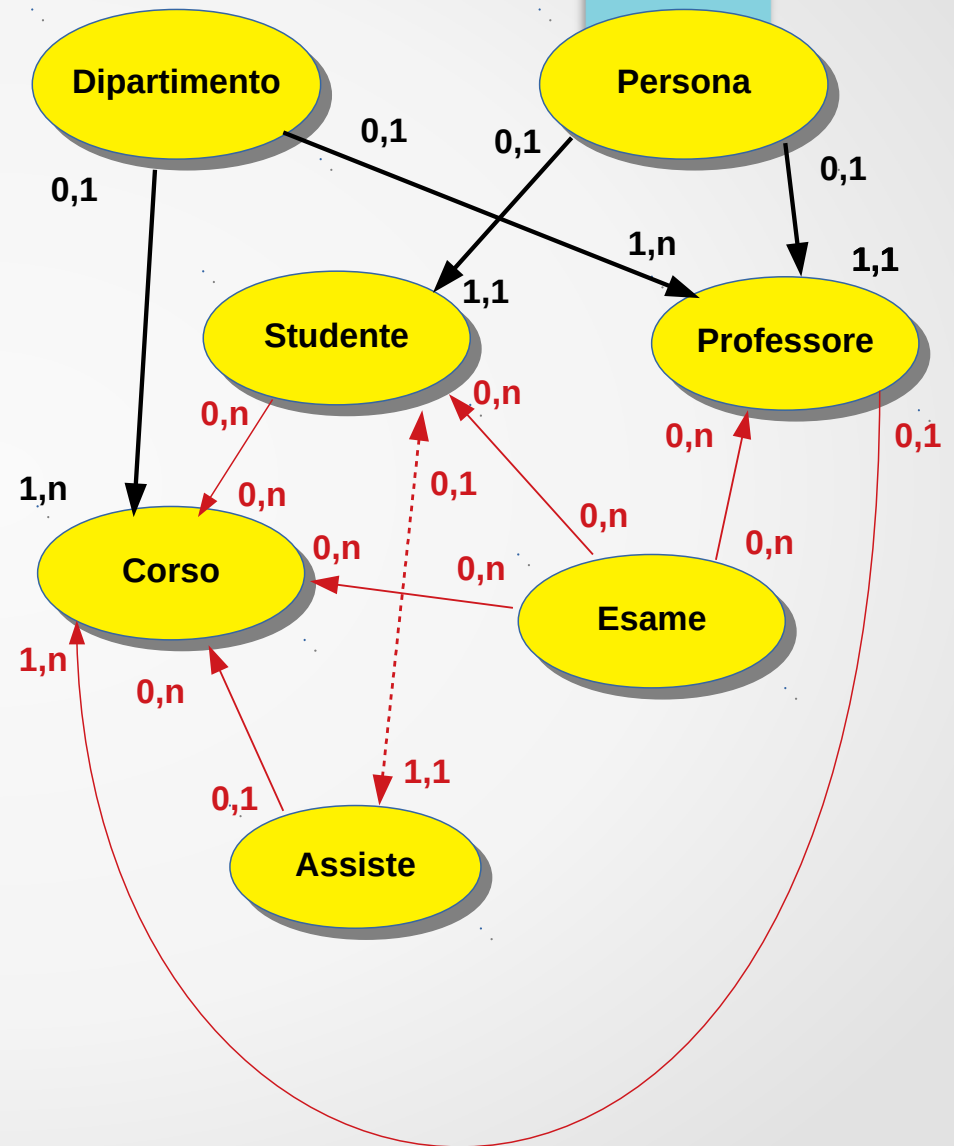 Dipartimento
Persona
0,1
0,1
0,1
0,1
1,n
1,1
1,1
Studente
Professore
0,n
0,n
0,n
0,1
0,1
1,n
0,n
0,n
0,n
0,n
0,n
Corso
Esame
1,n
0,n
1,1
0,1
Assiste